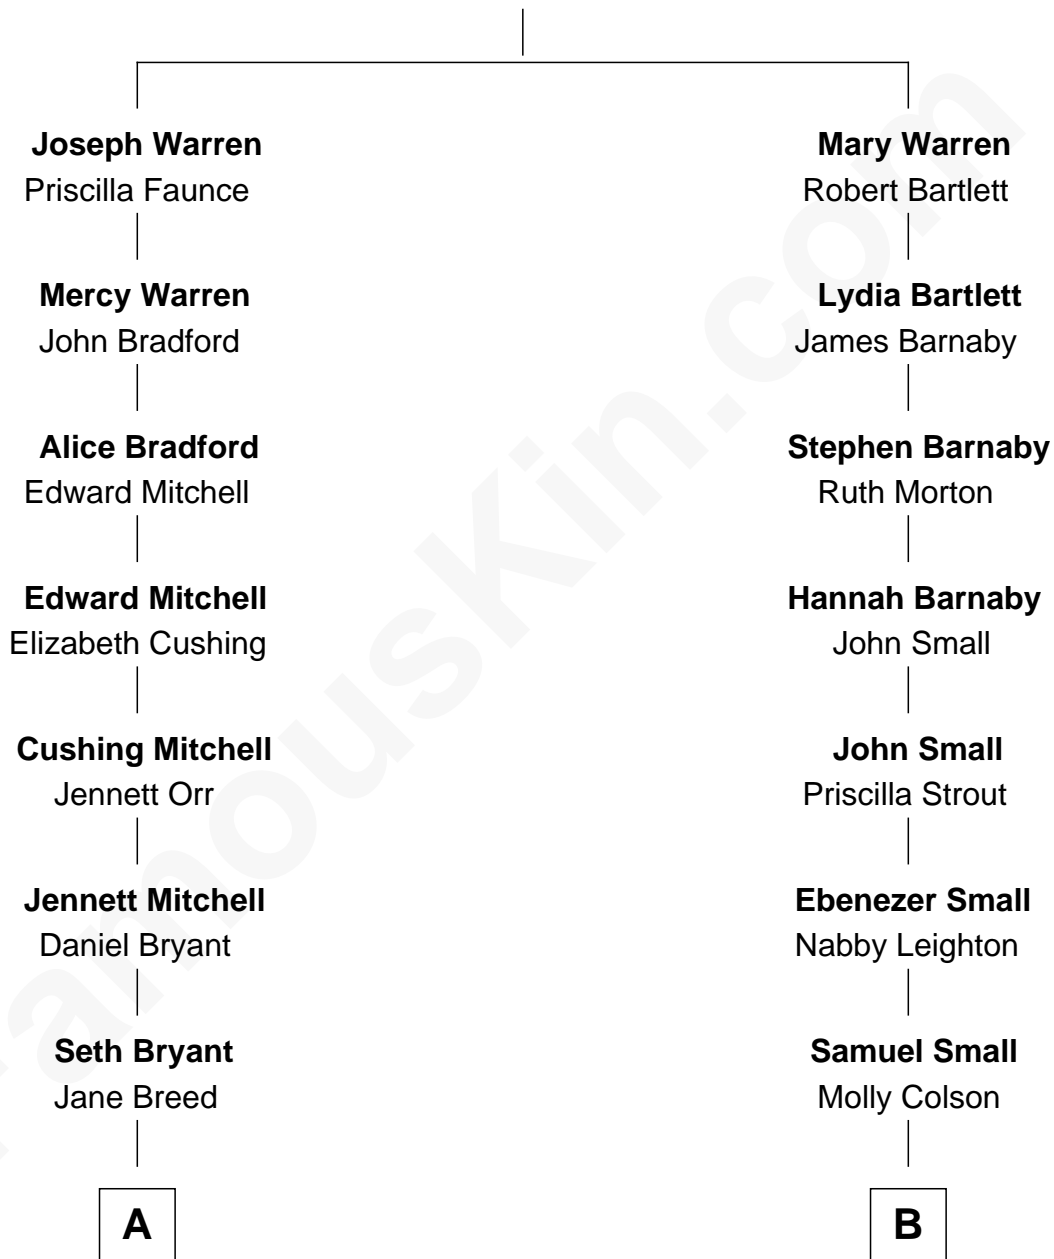 Joseph Warren
Priscilla Faunce
Mercy Warren
John Bradford
Alice Bradford
Edward Mitchell
Edward Mitchell
Elizabeth Cushing
Cushing Mitchell
Jennett Orr
Jennett Mitchell
Daniel Bryant
Seth Bryant
Jane Breed
A
Mary Warren
Robert Bartlett
Lydia Bartlett
James Barnaby
Stephen Barnaby
Ruth Morton
Hannah Barnaby
John Small
John Small
Priscilla Strout
Ebenezer Small
Nabby Leighton
Samuel Small
Molly Colson
B
FamousKin.com